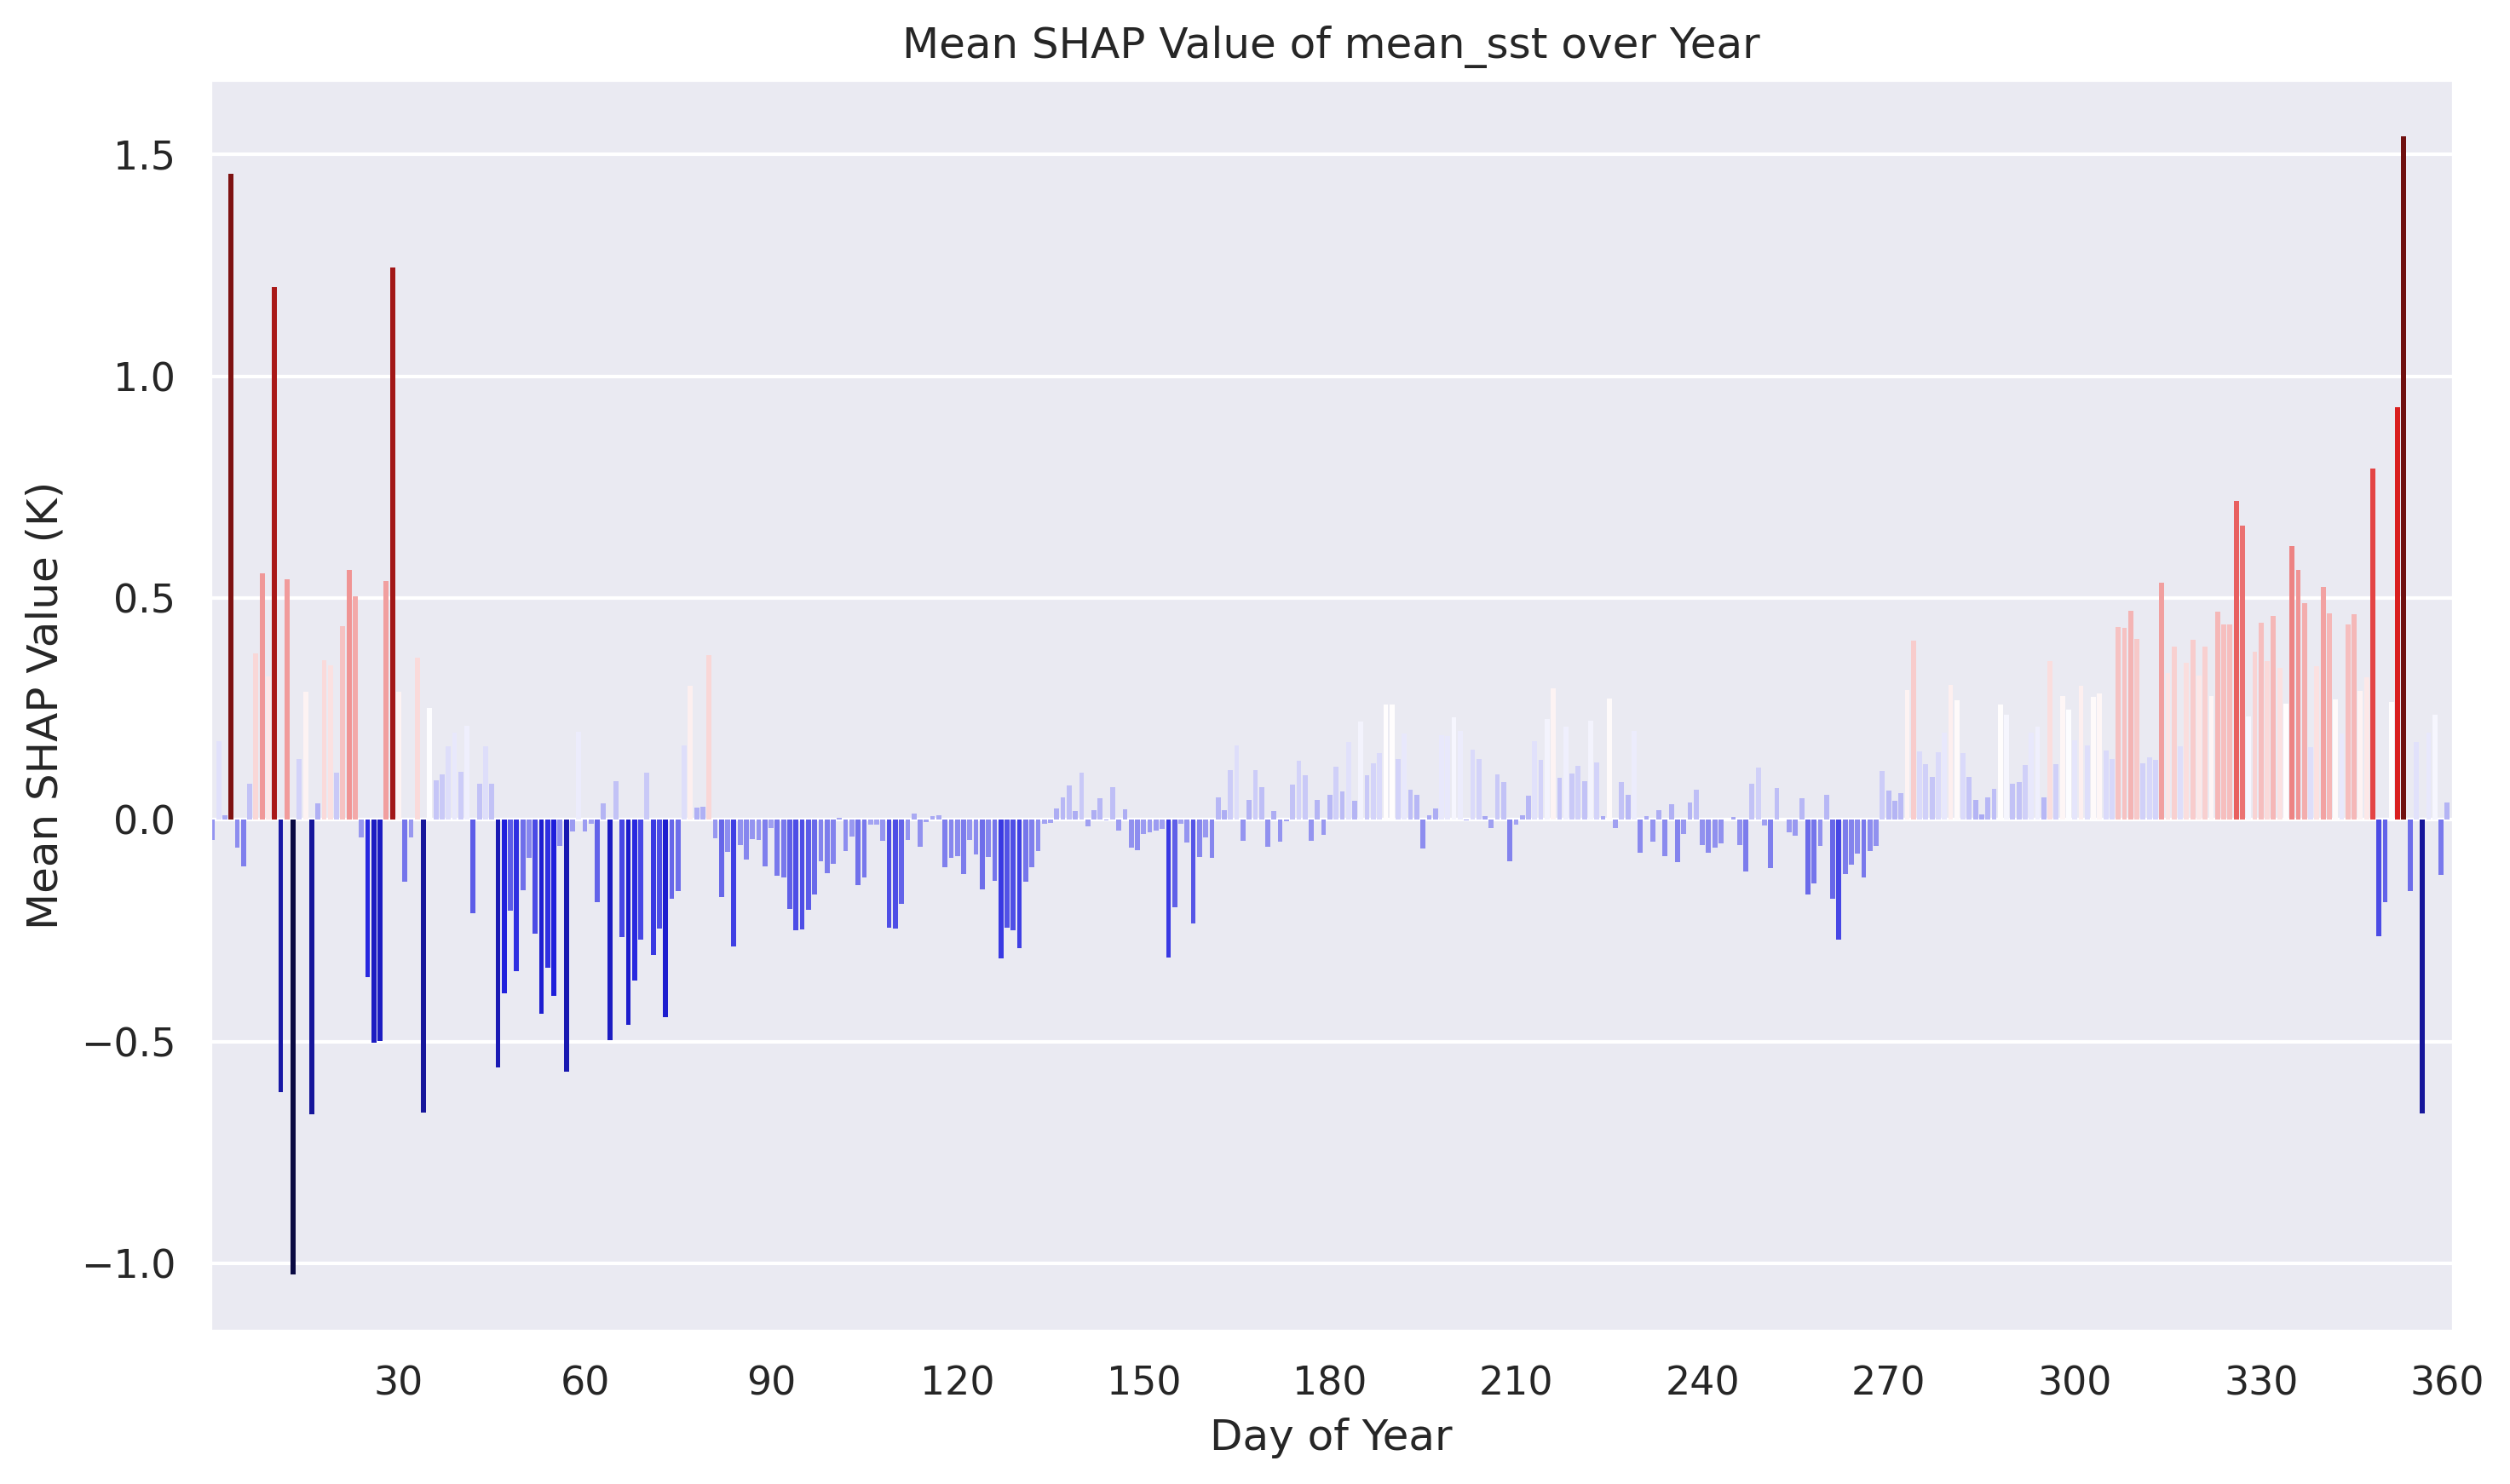 Mean SHAP Value of mean_sst over Year
Mean SHAP Value (K)
1.5
1.0
0.5
0.0
−0.5
−1.0
30 60 90 120 150 180 210 240 270 300 330 360
Day of Year